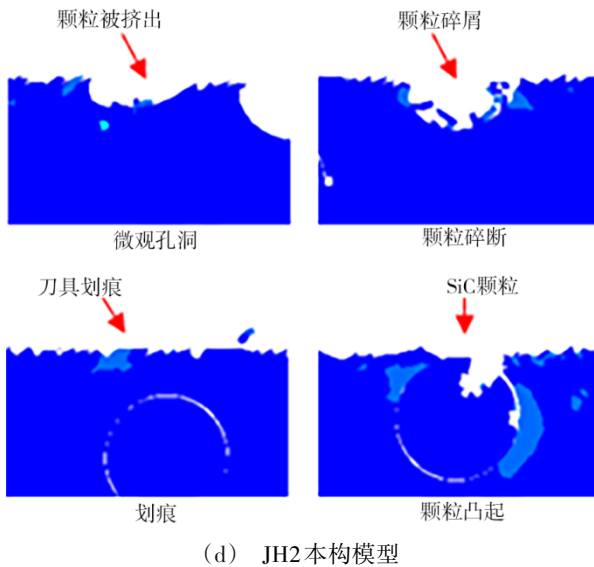 颗粒被挤出
颗粒碎屑
微观孔洞
颗粒碎断
刀具划痕
SiC颗粒
划痕
颗粒凸起
(d) JH2本构模型